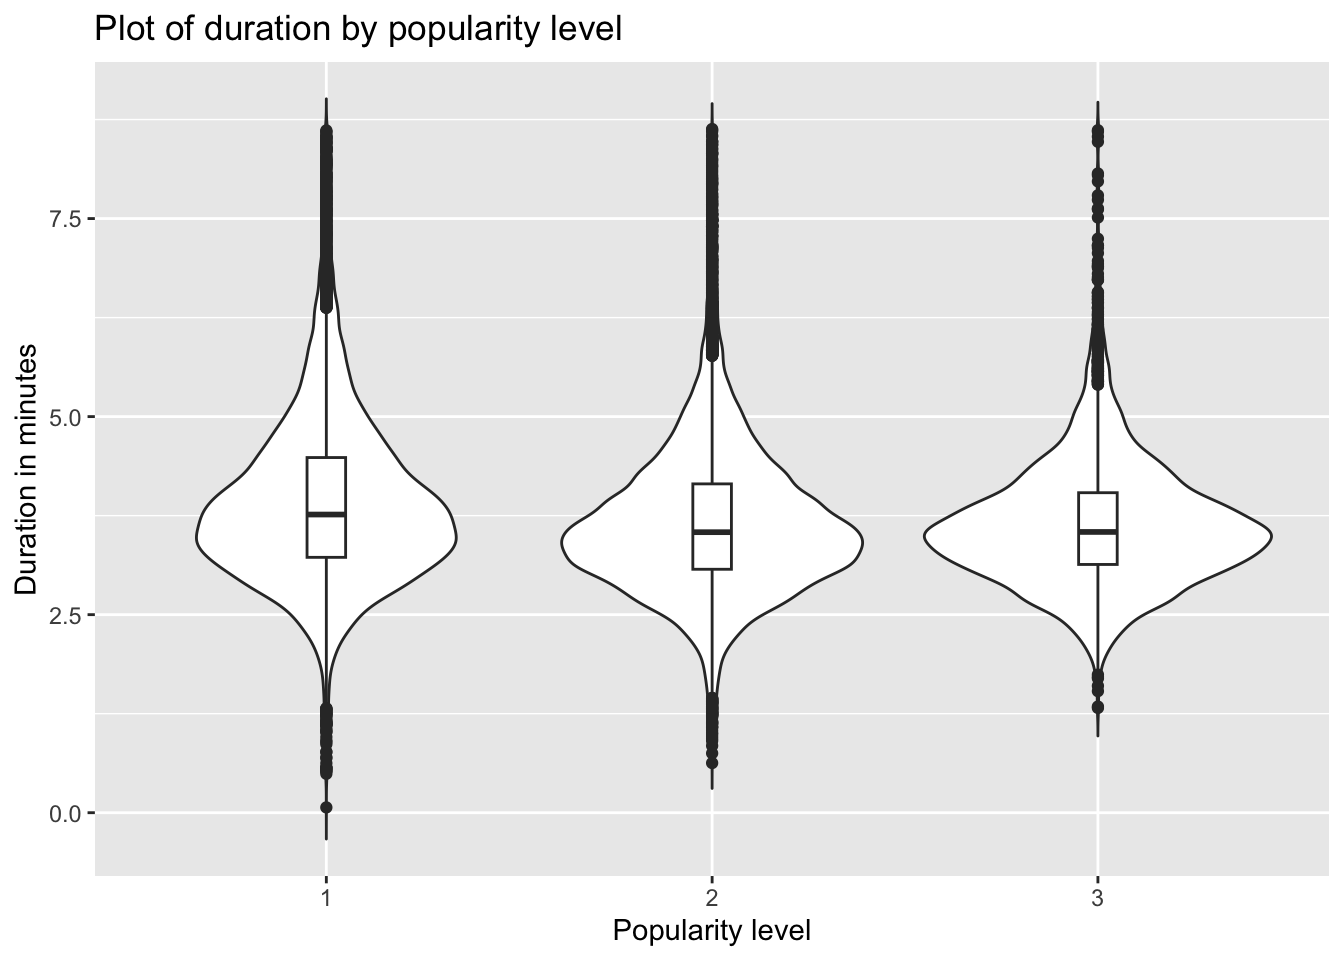 Plot of duration by popularity level
Duration in minutes
7.5
5.0
2.5
0.0
1 2 3
Popularity level